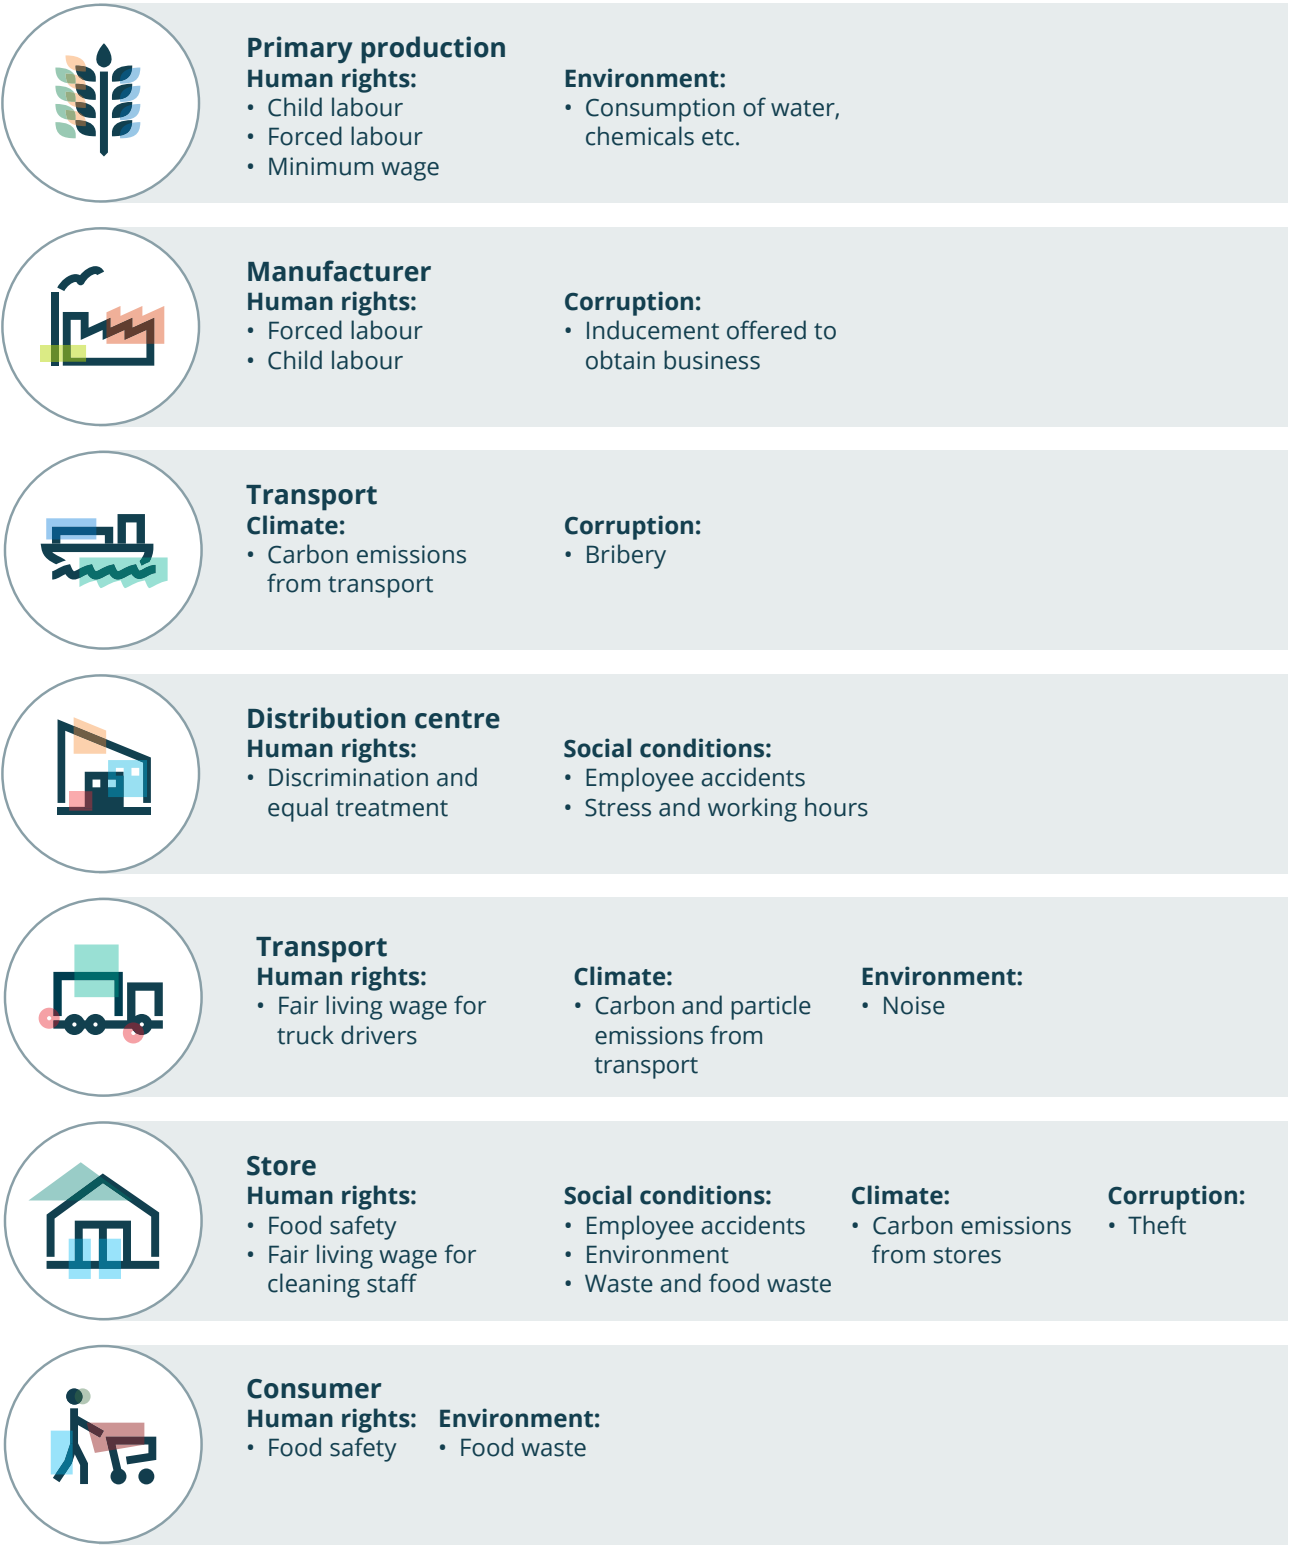 Primary production
Human rights:
• Child labour
• Forced labour
• Minimum wage
Environment:
• Consumption of water,
chemicals etc.
Manufacturer
Human rights:
• Forced labour
• Child labour
Corruption:
• Inducement offered to
obtain business
Transport
Climate:
• Carbon emissions
from transport
Corruption:
• Bribery
Distribution centre
Human rights:
• Discrimination and
equal treatment
Social conditions:
• Employee accidents
• Stress and working hours
Transport
Human rights:
• Fair living wage for
truck drivers
Climate:
• Carbon and particle
emissions from
transport
Environment:
• Noise
Store
Human rights:
• Food safety
• Fair living wage for
cleaning staff
Social conditions:
• Employee accidents
• Environment
• Waste and food waste
Climate:
• Carbon emissions
from stores
Corruption:
• Theft
Consumer
Human rights:
• Food safety
Environment:
• Food waste